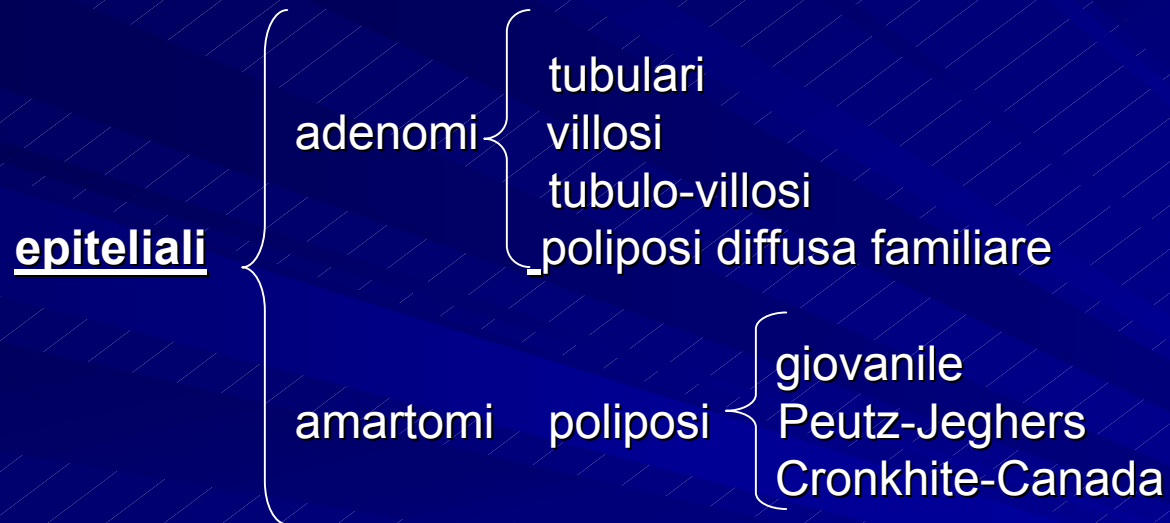 tubulari
adenomi villosi
tubulo-villosi
epiteliali poliposi diffusa familiare
giovanile
amartomi poliposi Peutz-Jeghers
Cronkhite-Canada